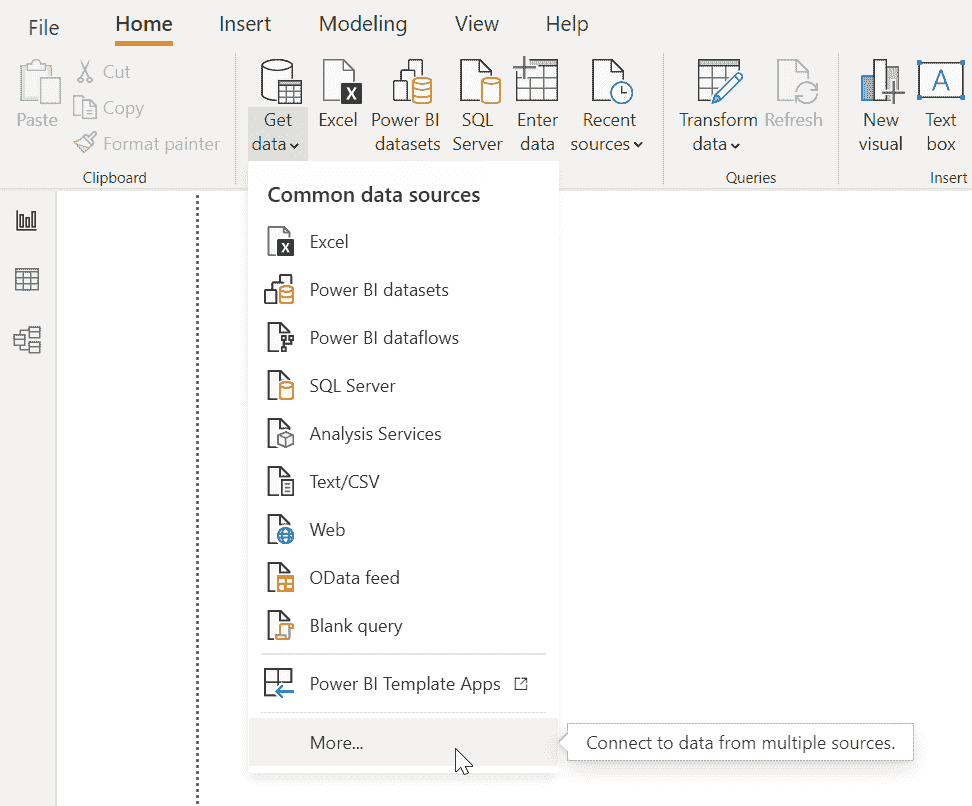 File Home Insert Modeling View Help
Paste
Cut
Copy
Format painter
Clipboard
Get
data
Excel
Power BI
datasets
SQL
Server
Enter
data
Recent
sources
Transform
data
Refresh
Queries
New
visual
Text
box
Insert
Common data sources
Excel
Power BI datasets
Power BI dataflows
SQL Server
Analysis Services
Text/CSV
Web
OData feed
Blank query
Power BI Template Apps
More...
Connect to data from multiple sources.